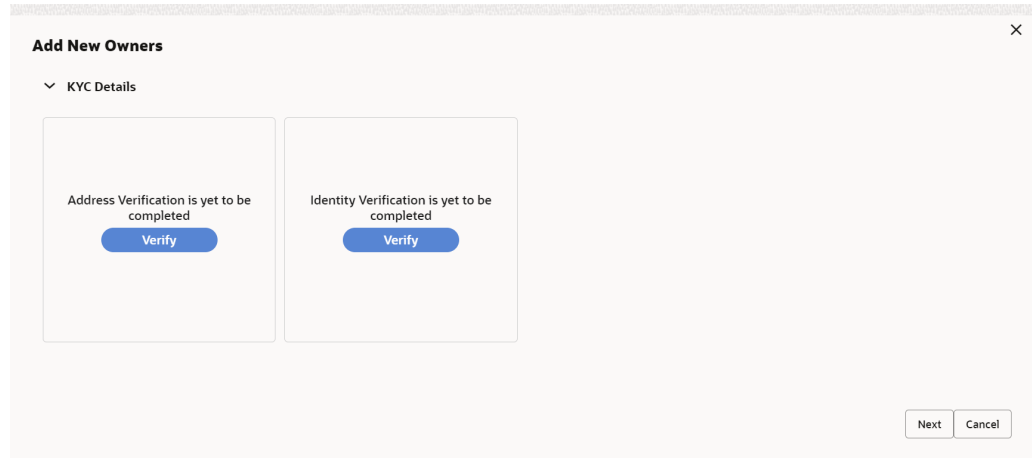 Add New Owners
KYC Details
Address Verification is yet to be
completed
Verify
Identity Verification is yet to be
completed
Verify
Next
Cancel